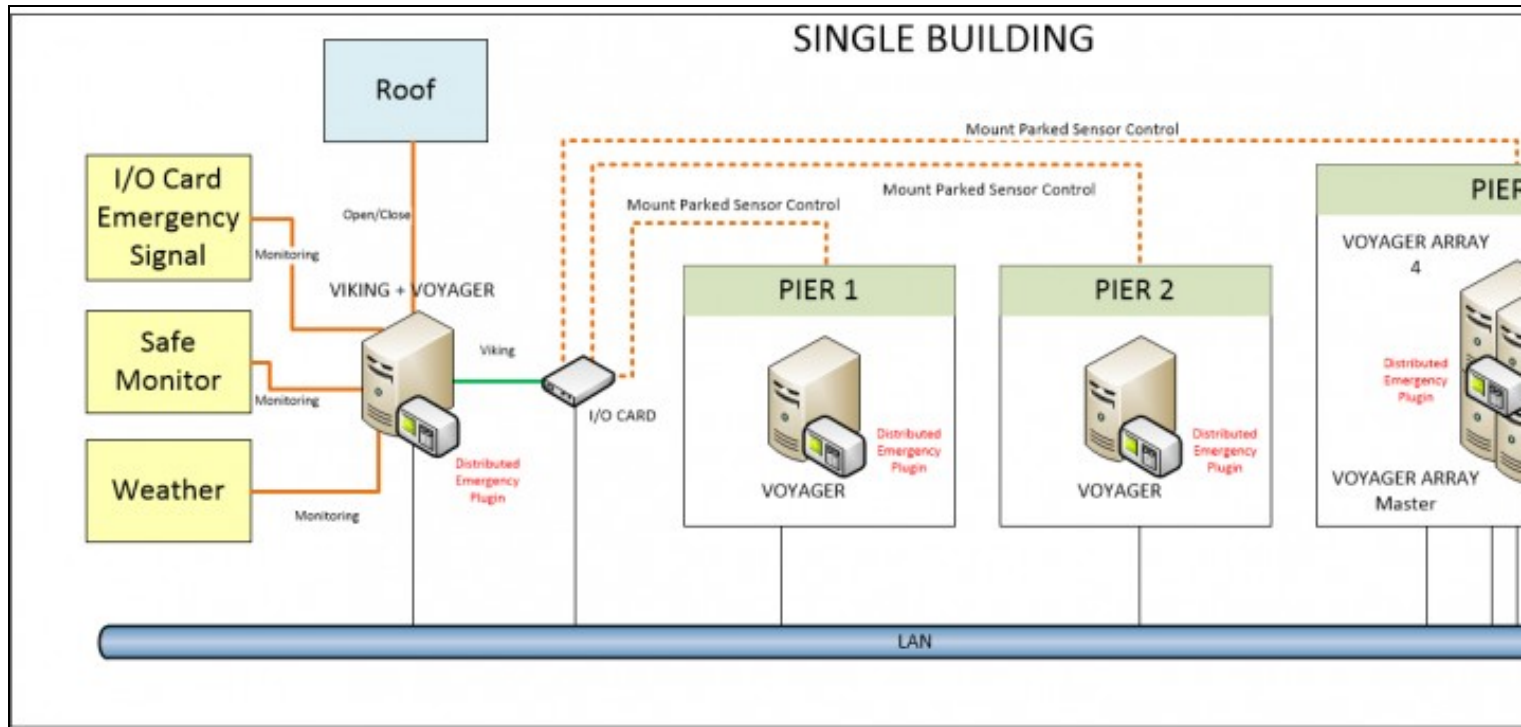 SINGLE BUILDING
Roof
Mount Parked Sensor Control
I/O Card
Emergency
Signal
Mount Parked Sensor Control
PIER
Mount Parked Sensor Control
Open/Close
Monitoring
VOYAGER ARRAY
4
VIKING + VOYAGER
PIER 1
PIER 2
Safe
Monitor
Viking
Monitoring
I/O CARD
Distributed
Emergency
Plugin
Distributed
Emergency
Plugin
Distributed
Emergency
Plugin
Distributed
Emergency
Plugin
Weather
VOYAGER
VOYAGER
VOYAGER ARRAY
Master
Monitoring
LAN